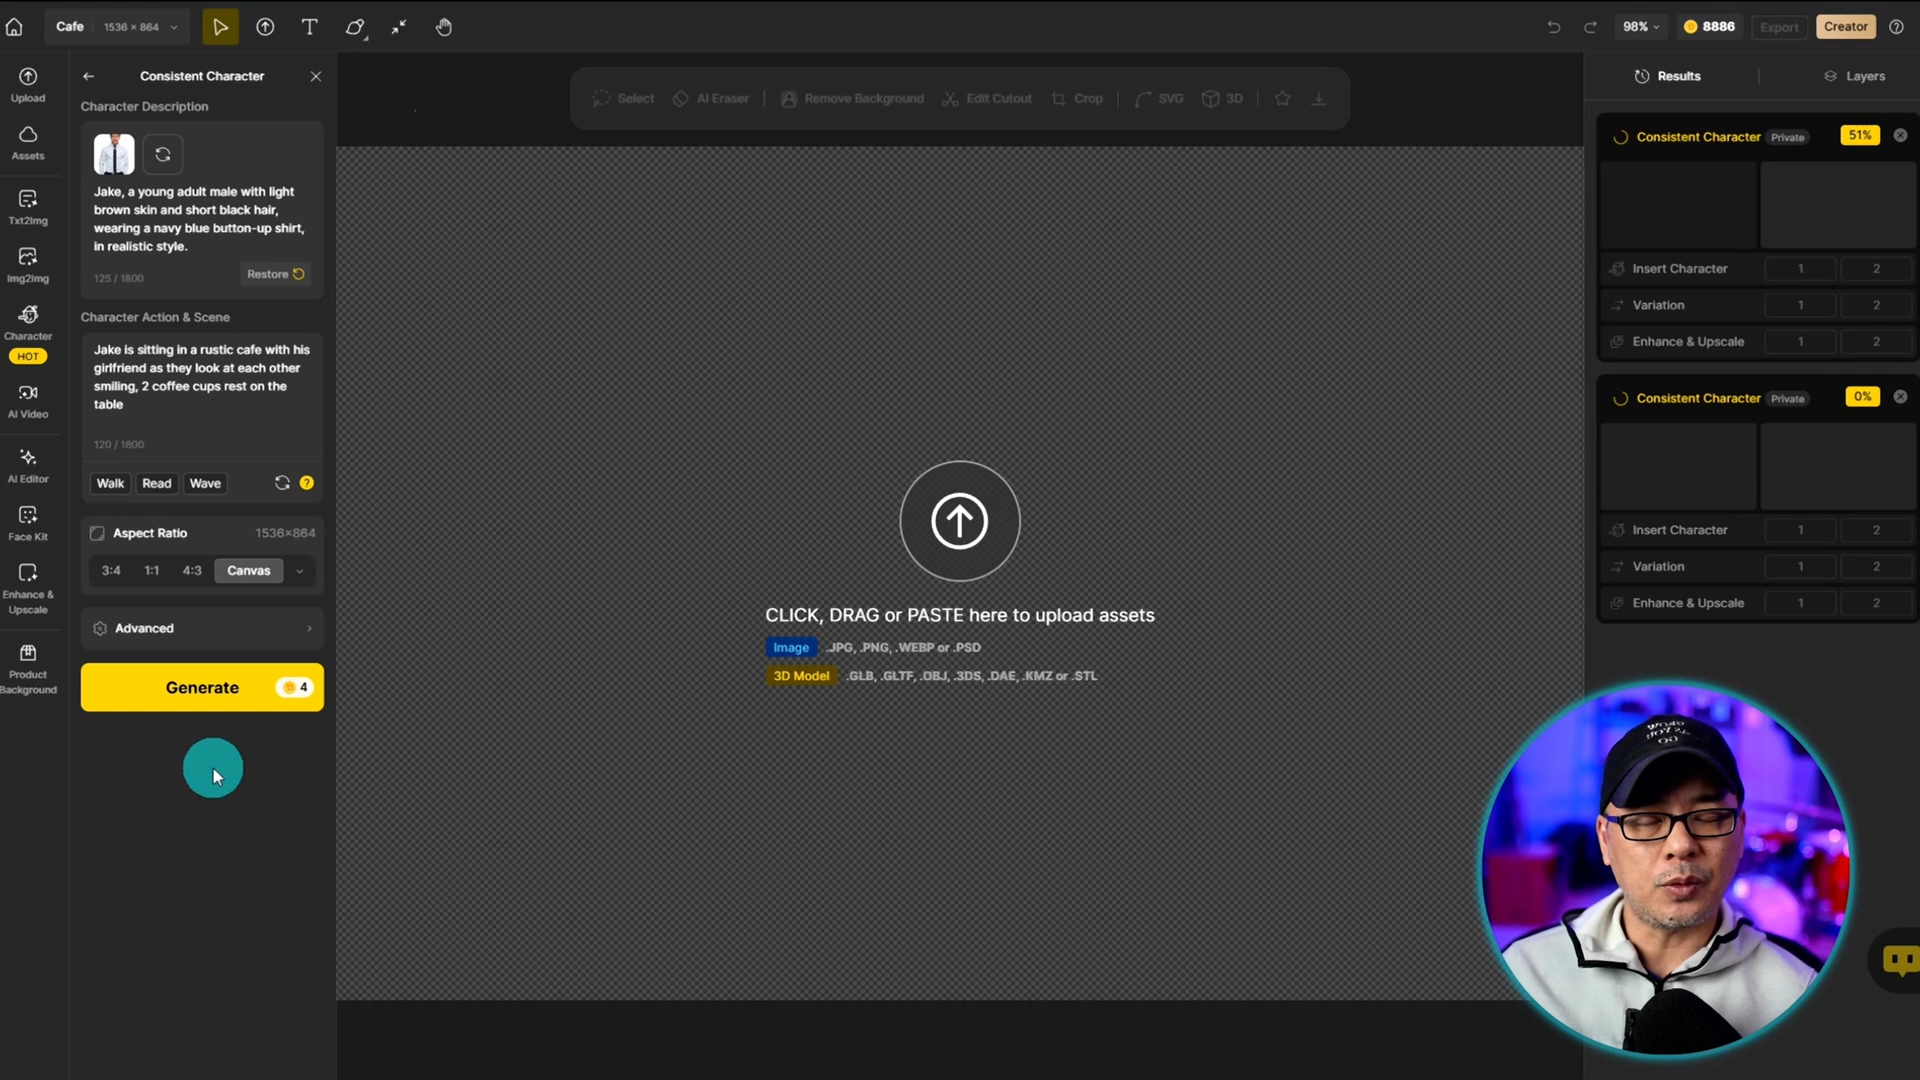 Cafe 1536 × 864
98%
8886
Export
Creator
Upload
Assets
Txt2Img
Img2Img
Character
HOT
AI Video
AI Editor
Face Kit
Enhance &
Upscale
Product
Background
Consistent Character
Character Description
Jake, a young adult male with light
brown skin and short black hair,
wearing a navy blue button-up shirt,
in realistic style.
125 / 1800
Restore
Character Action & Scene
Jake is sitting in a rustic cafe with his
girlfriend as they look at each other
smiling, 2 coffee cups rest on the
table
120 / 1800
Walk Read Wave ?
Aspect Ratio 1536×864
3:4 1:1 4:3 Canvas
Advanced
Generate 4
Select AI Eraser Remove Background Edit Cutout Crop SVG 3D
CLICK, DRAG or PASTE here to upload assets
Image .JPG, .PNG, .WEBP or .PSD
3D Model .GLB, .GLTF, .OBJ, .3DS, .DAE, .KMZ or .STL
Results Layers
Consistent Character Private 51%
Insert Character 1 2
Variation 1 2
Enhance & Upscale 1 2
Consistent Character Private 0%
Insert Character 1 2
Variation 1 2
Enhance & Upscale 1 2